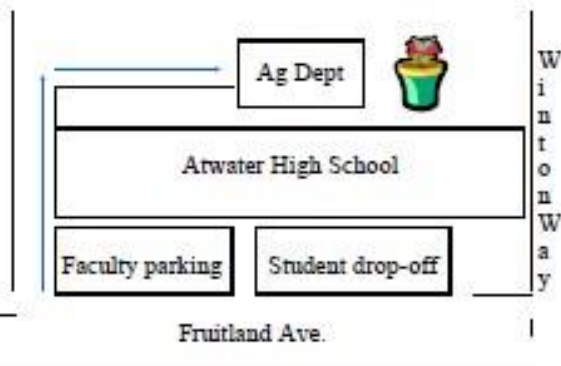 Ag Dept
Winton Way
Atwater High School
Faculty parking
Student drop-off
Fruitland Ave.